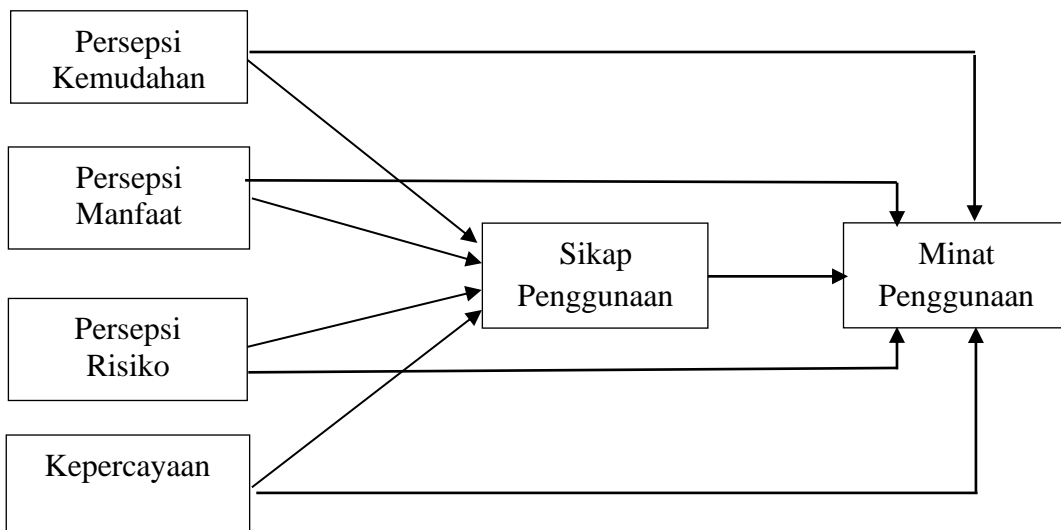 Persepsi
Kemudahan
Persepsi
Manfaat
Sikap
Penggunaan
Minat
Penggunaan
Persepsi
Risiko
Kepercayaan